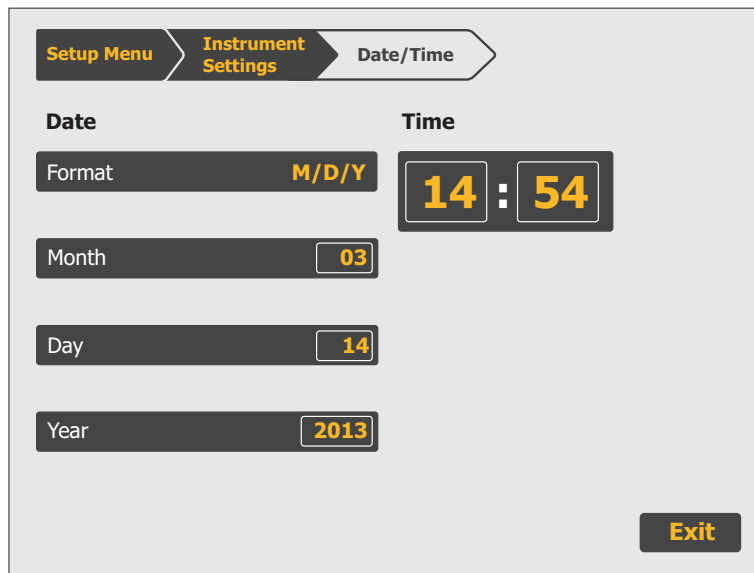 Setup Menu
Instrument
Settings
Date/Time
Date
Time
Format M/D/Y
14 : 54
Month 03
Day 14
Year 2013
Exit